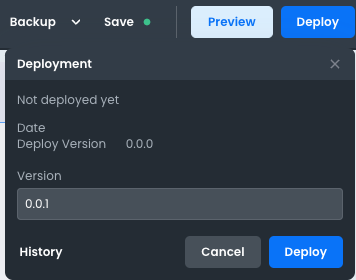 Backup Save Preview Deploy
Deployment
Not deployed yet
Date
Deploy Version 0.0.0
Version
0.0.1
History Cancel Deploy